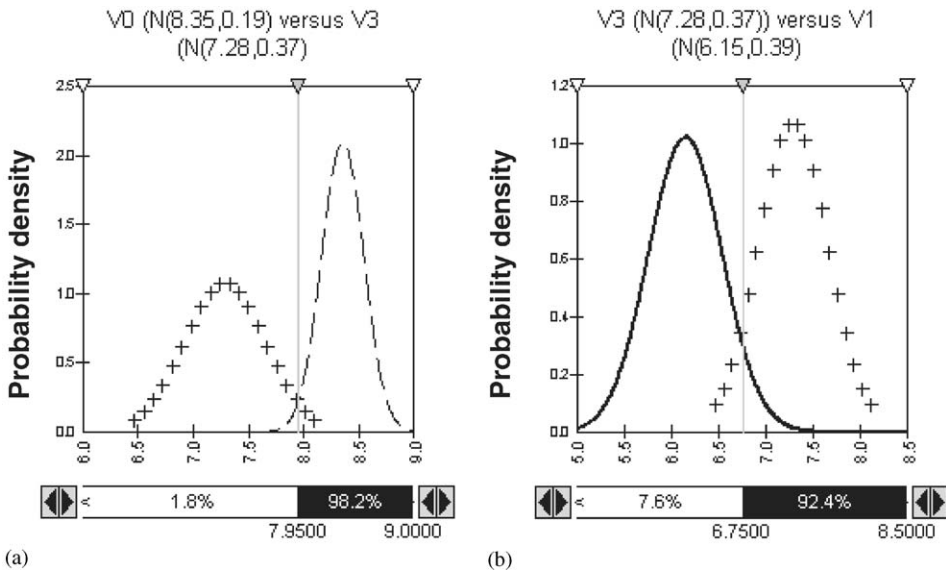 V0 (N(8.35,0.19) versus V3
(N(7.28,0.37)
Probability density
2.5
2.0
1.5
1.0
0.5
0.0
6.0 6.5 7.0 7.5 8.0 8.5 9.0
< 1.8% 98.2%
7.9500 9.0000
(a)
V3 (N(7.28,0.37)) versus V1
(N(6.15,0.39)
Probability density
1.2
1.0
0.8
0.6
0.4
0.2
0.0
5.0 5.5 6.0 6.5 7.0 7.5 8.0 8.5
< 7.6% 92.4%
6.7500 8.5000
(b)